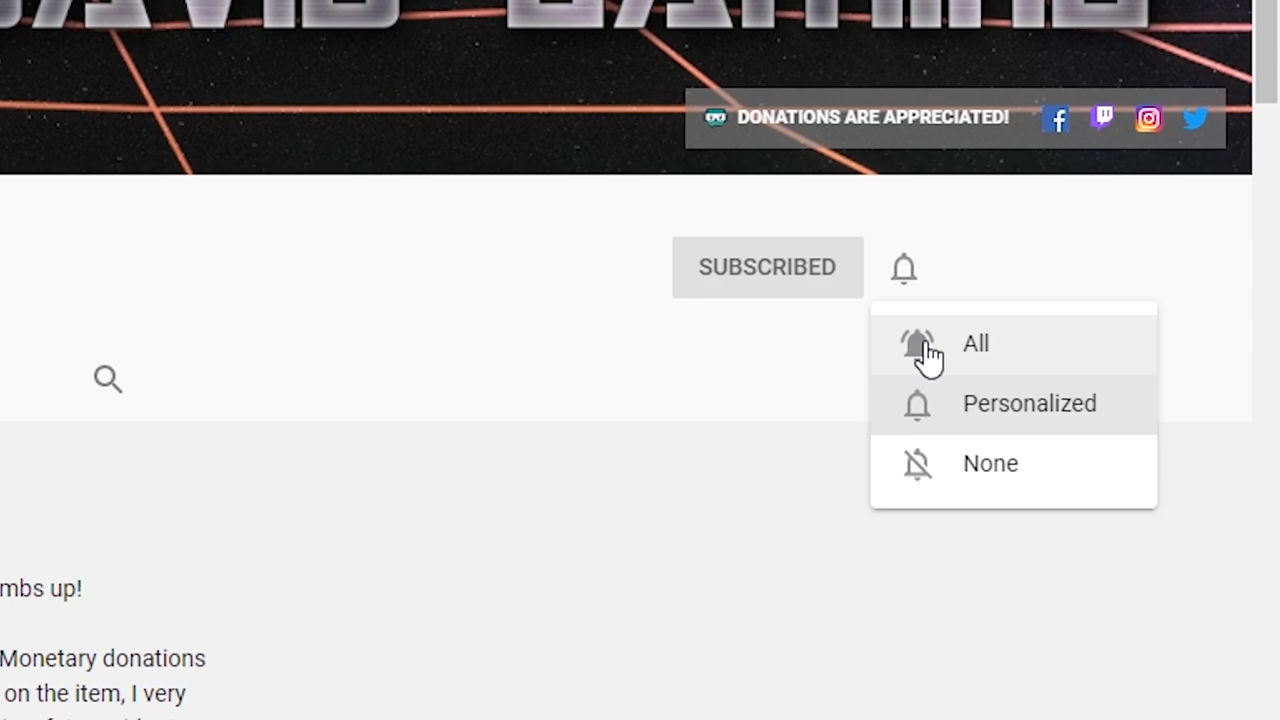 DONATIONS ARE APPRECIATED!
SUBSCRIBED
All
Personalized
None
mbs up!
Monetary donations
on the item, I very